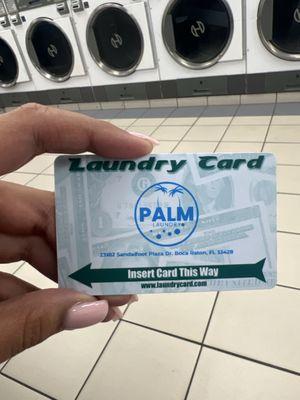 Laundry Card
PALM
LAUNDRY
23182 Sandalfoot Plaza Dr. Boca Raton, FL 33428
Insert Card This Way
www.laundrycard.com